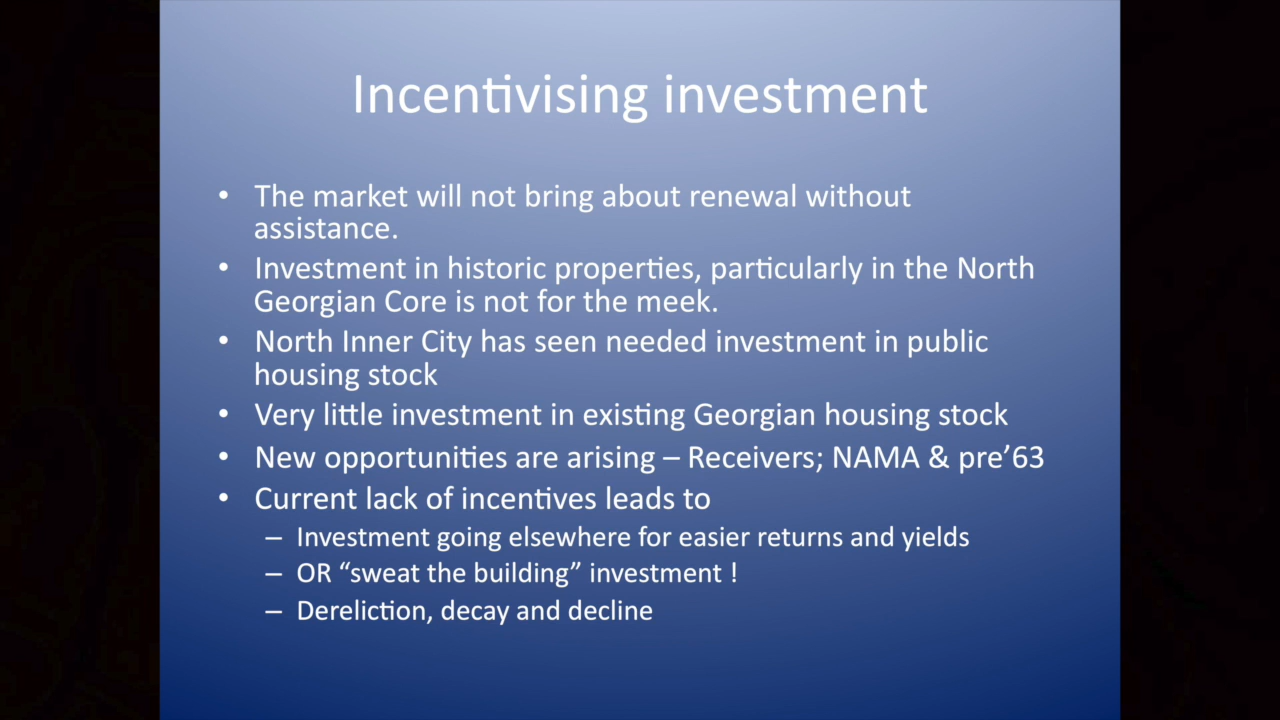 Incentivising investment
• The market will not bring about renewal without
assistance.
• Investment in historic properties, particularly in the North
Georgian Core is not for the meek.
• North Inner City has seen needed investment in public
housing stock
• Very little investment in existing Georgian housing stock
• New opportunities are arising – Receivers; NAMA & pre’63
• Current lack of incentives leads to
– Investment going elsewhere for easier returns and yields
– OR “sweat the building” investment !
– Dereliction, decay and decline